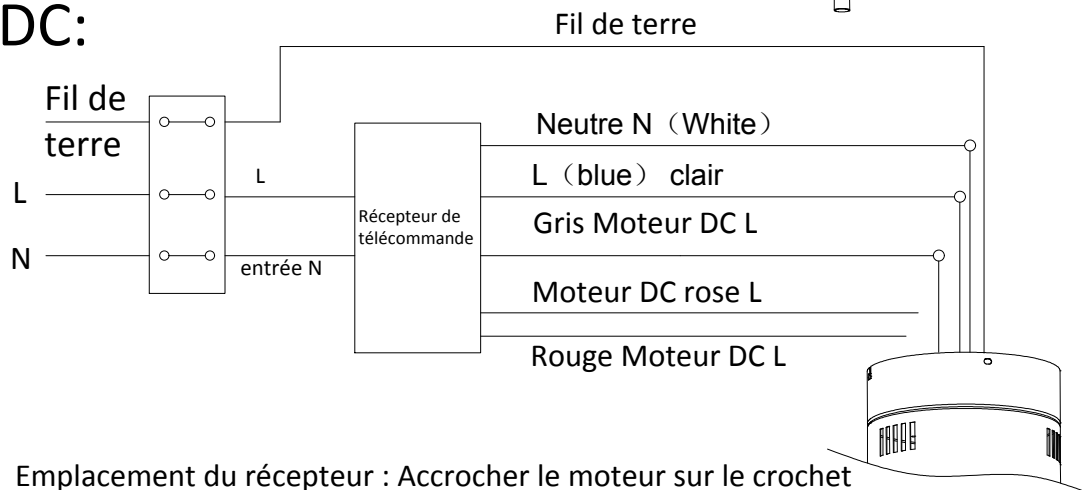 DC:
Fil de terre
Fil de
terre
Neutre N（White）
L
L
L（blue） clair
Récepteur de
télécommande
Gris Moteur DC L
N
entrée N
Moteur DC rose L
Rouge Moteur DC L
Emplacement du récepteur : Accrocher le moteur sur le crochet